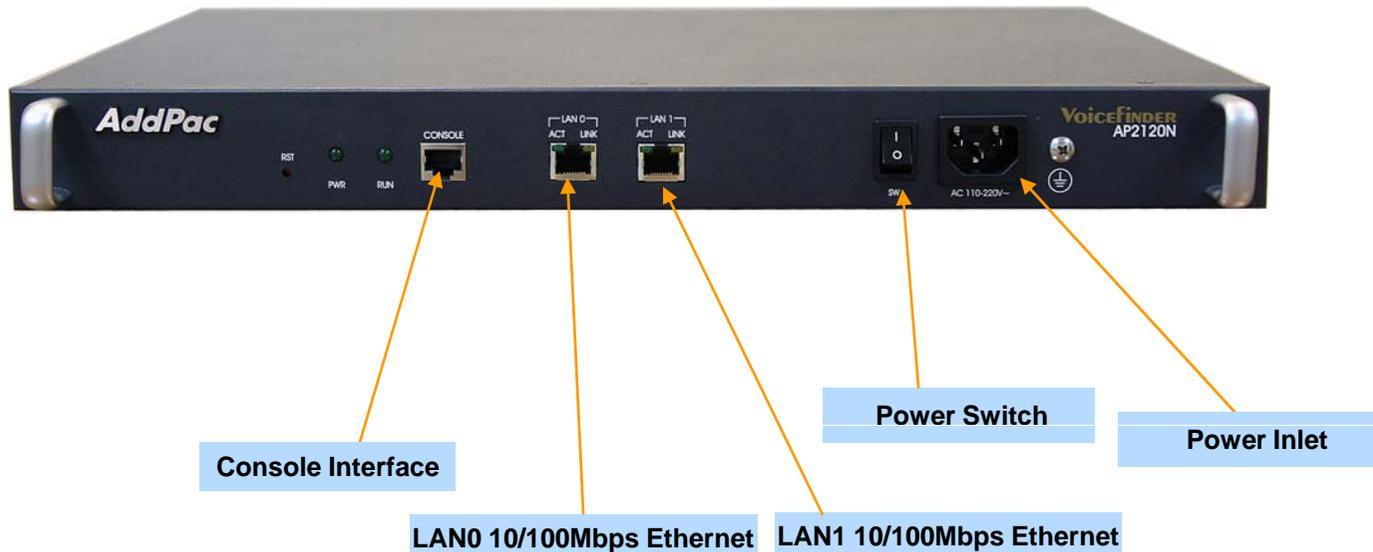 AddPac
RST
PWR
RUN
CONSOLE
LAN 0
ACT LINK
LAN 1
ACT LINK
I
O
SW
AC 110-220V~
VOICEFINDER
AP2120N
Console Interface
LAN0 10/100Mbps Ethernet
LAN1 10/100Mbps Ethernet
Power Switch
Power Inlet